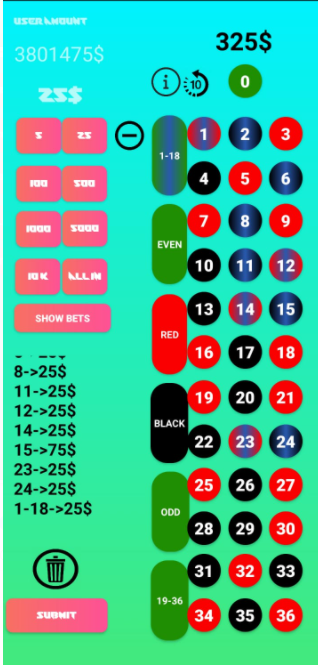 USER AMOUNT
3801475$
25$
325$
i
10
0
5 25
100 500
1000 5000
10K ALL IN
SHOW BETS
8->25$
11->25$
12->25$
14->25$
15->75$
23->25$
24->25$
1-18->25$
SUBMIT
1-18
EVEN
RED
BLACK
ODD
19-36
1 2 3
4 5 6
7 8 9
10 11 12
13 14 15
16 17 18
19 20 21
22 23 24
25 26 27
28 29 30
31 32 33
34 35 36